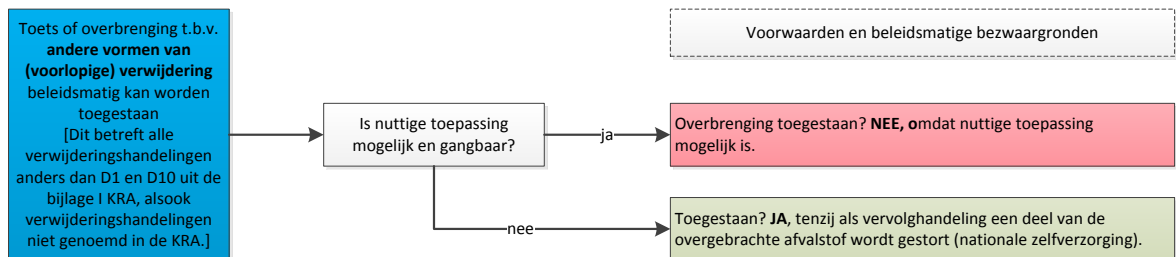 Toets of overbrenging t.b.v.
andere vormen van
(voorlopige) verwijdering
beleidsmatig kan worden
toegestaan
[Dit betreft alle
verwijderingshandelingen
anders dan D1 en D10 uit de
bijlage I KRA, alsook
verwijderingshandelingen
niet genoemd in de KRA.]
Is nuttige toepassing
mogelijk en gangbaar?
ja
nee
Voorwaarden en beleidsmatige bezwaargronden
Overbrenging toegestaan? NEE, omdat nuttige toepassing
mogelijk is.
Toegestaan? JA, tenzij als vervolghandeling een deel van de
overgebrachte afvalstof wordt gestort (nationale zelfverzorging).